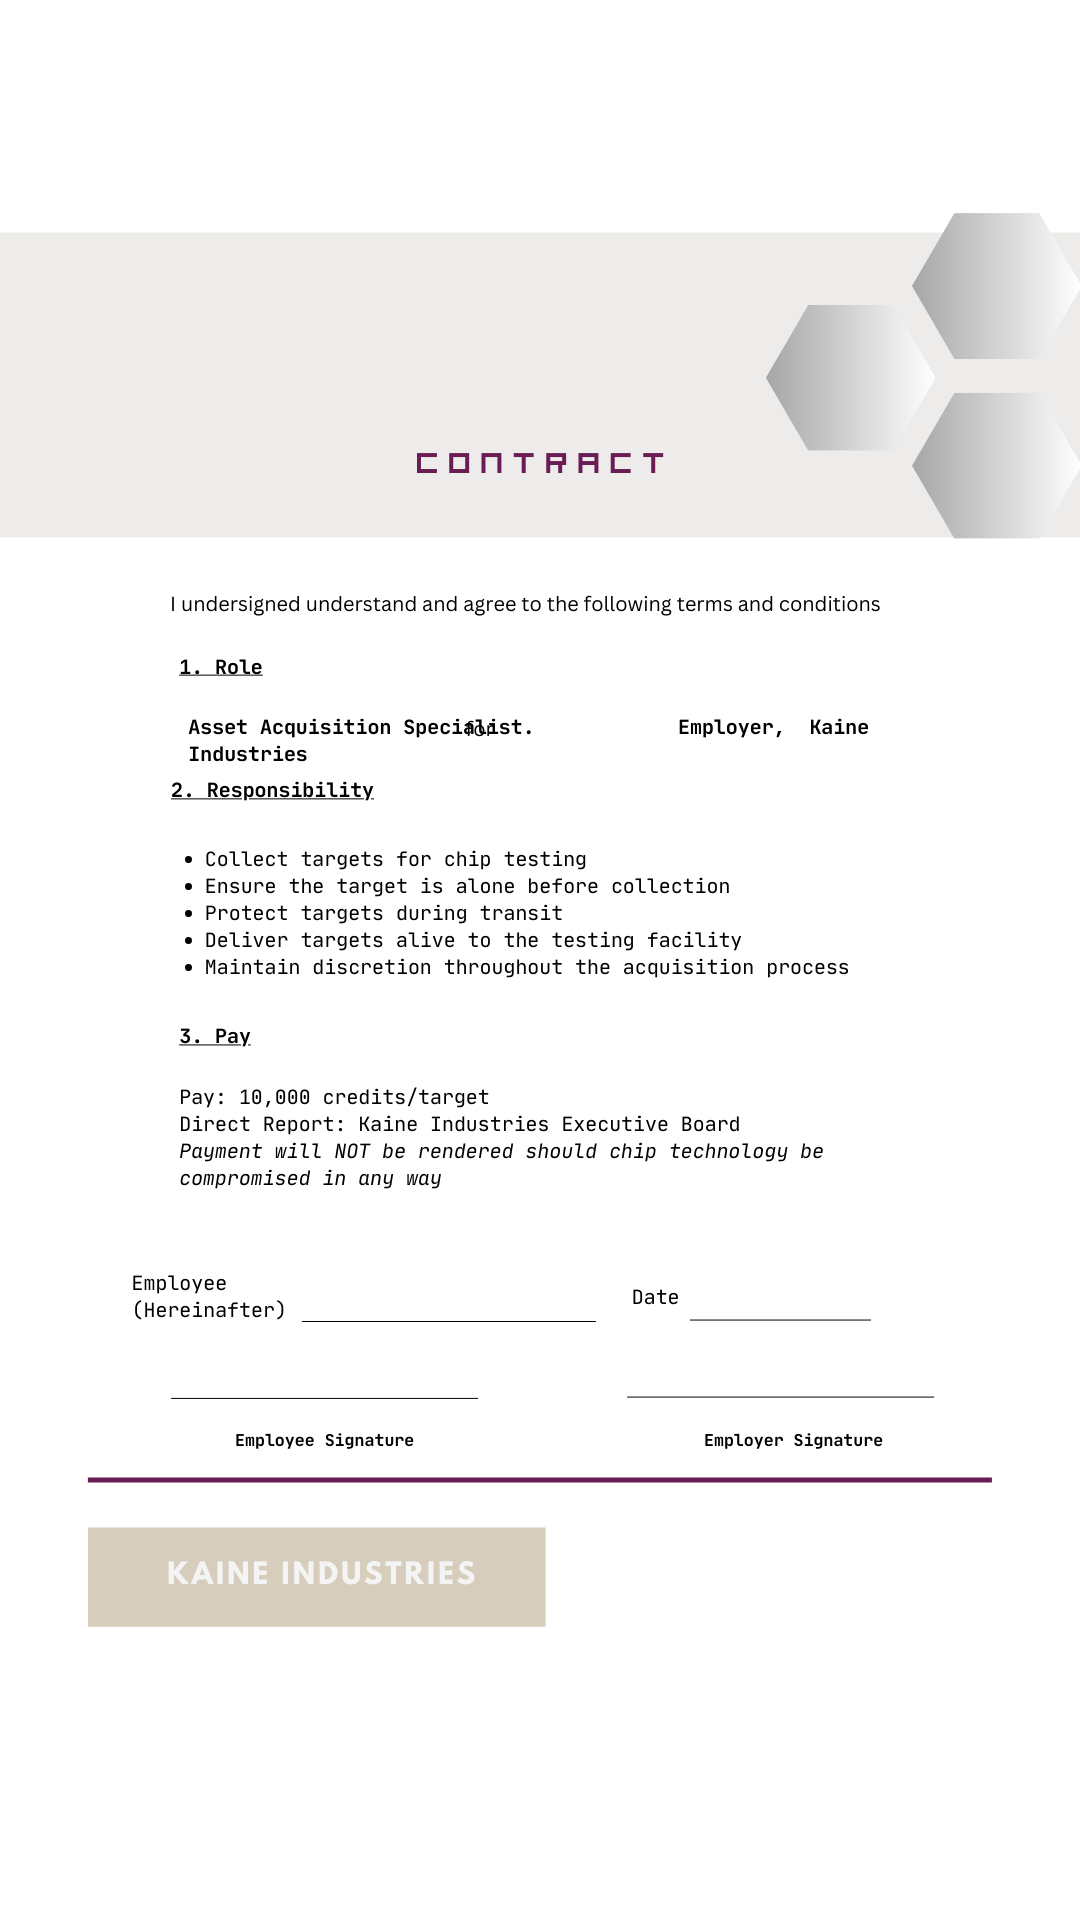 CONTRACT
I undersigned understand and agree to the following terms and conditions
1. Role
Asset Acquisition Specialist. for Employer, Kaine
Industries
2. Responsibility
• Collect targets for chip testing
• Ensure the target is alone before collection
• Protect targets during transit
• Deliver targets alive to the testing facility
• Maintain discretion throughout the acquisition process
3. Pay
Pay: 10,000 credits/target
Direct Report: Kaine Industries Executive Board
Payment will NOT be rendered should chip technology be
compromised in any way
Employee
(Hereinafter)
Date
Employee Signature
Employer Signature
KAINE INDUSTRIES